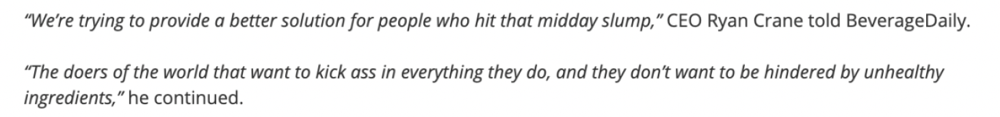 “We’re trying to provide a better solution for people who hit that midday slump,” CEO Ryan Crane told BeverageDaily.
“The doers of the world that want to kick ass in everything they do, and they don’t want to be hindered by unhealthy
ingredients,” he continued.